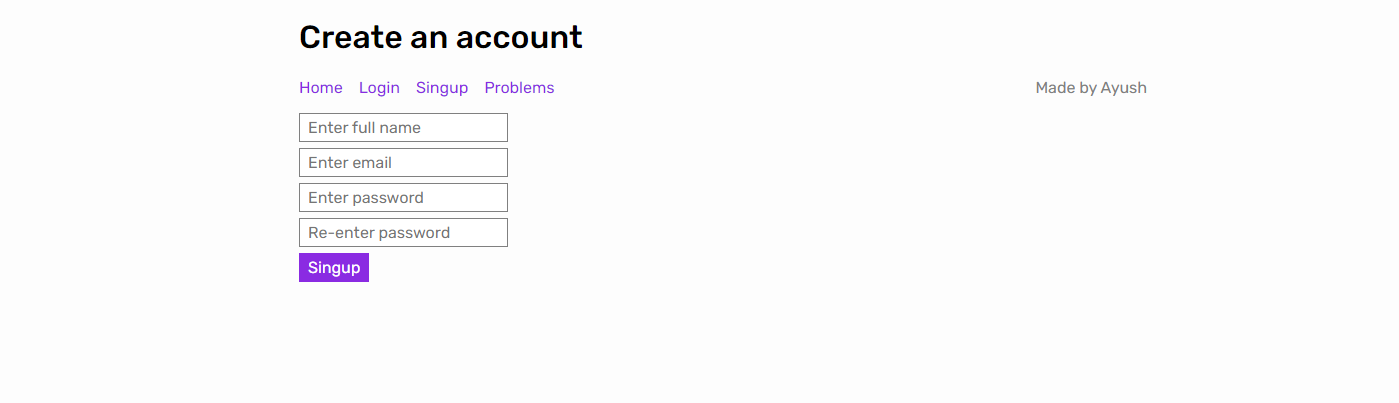 Create an account
Home Login Singup Problems Made by Ayush
Enter full name
Enter email
Enter password
Re-enter password
Singup